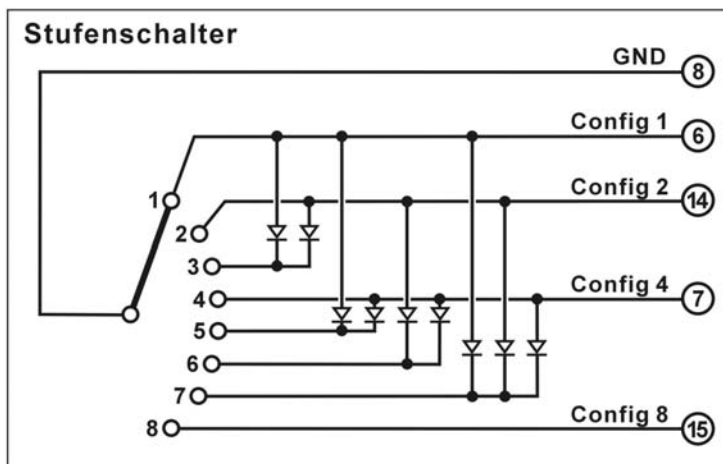 Stufenschalter
GND 8
Config 1 6
1
Config 2 14
2
3
4
Config 4 7
5
6
7
8
Config 8 15